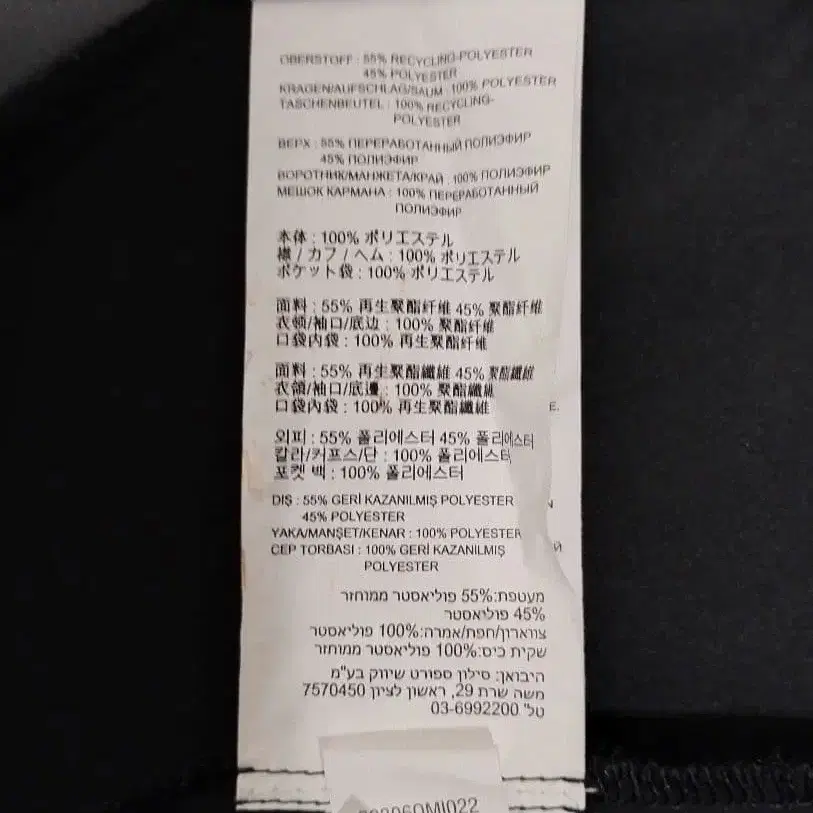 OBERSTOFF : 55% RECYCLING-POLYESTER
45% POLYESTER
KRAGEN/AUFSCHLAG/SAUM : 100% POLYESTER
TASCHENBEUTEL : 100% RECYCLING-
POLYESTER
ВЕРХ : 55% ПЕРЕРАБОТАННЫЙ ПОЛИЭФИР
45% ПОЛИЭФИР
ВОРОТНИК/МАНЖЕТА/КРАЙ : 100% ПОЛИЭФИР
МЕШОК КАРМАНА : 100% ПЕРЕРАБОТАННЫЙ
ПОЛИЭФИР
本体 : 100% ポリエステル
襟 / カフ / ヘム : 100% ポリエステル
ポケット袋 : 100% ポリエステル
面料 : 55% 再生聚酯纤维 45% 聚酯纤维
衣领/袖口/底边 : 100% 聚酯纤维
口袋内袋 : 100% 再生聚酯纤维
面料 : 55% 再生聚酯纖維 45% 聚酯纖維
衣領/袖口/底邊 : 100% 聚酯纖維
口袋內袋 : 100% 再生聚酯纖維
E.
외피 : 55% 폴리에스터 45% 폴리에스터
칼라/커프스/단 : 100% 폴리에스터
포켓 백 : 100% 폴리에스터
DIŞ : 55% GERİ KAZANILMIŞ POLYESTER
45% POLYESTER
YAKA/MANŞET/KENAR : 100% POLYESTER
CEP TORBASI : 100% GERİ KAZANILMIŞ
POLYESTER
מעטפת:55% פוליאסטר ממוחזר
45% פוליאסטר
צווארון/חפת/אמרה:100% פוליאסטר
שקית כיס:100% פוליאסטר ממוחזר
היבואן: סילון ספורט שיווק בע"מ
משה שרת 29, ראשון לציון 7570450
טל' 03-6992200